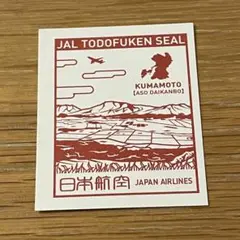 JAL TODOFUKEN SEAL
KUMAMOTO
【ASO DAIKANBO】
日本航空 JAPAN AIRLINES